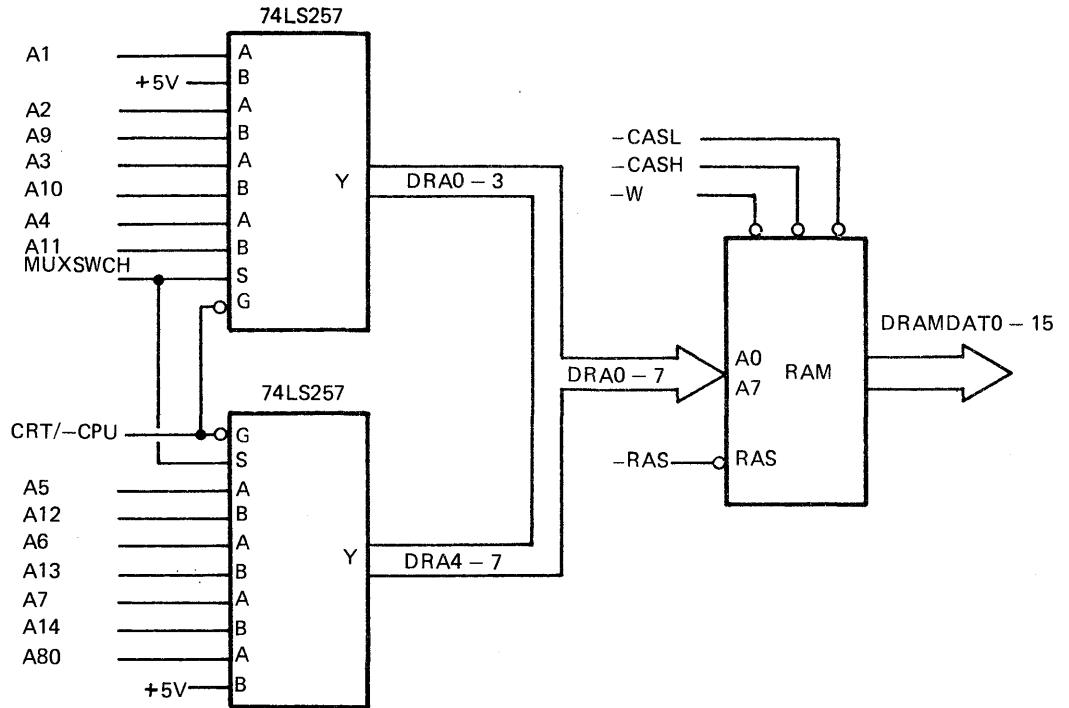 74LS257
A1
A
+5V
B
A2
A
A9
B
A3
A
A10
B
A4
A
A11
B
MUXSWCH
S
G
Y
DRA0 – 3
–CASL
–CASH
–W
DRAMDAT0 – 15
A0
A7
RAM
DRA0 – 7
–RAS
RAS
74LS257
CRT/–CPU
G
S
A5
A
A12
B
A6
A
A13
B
A7
A
A14
B
A80
A
+5V
B
Y
DRA4 – 7